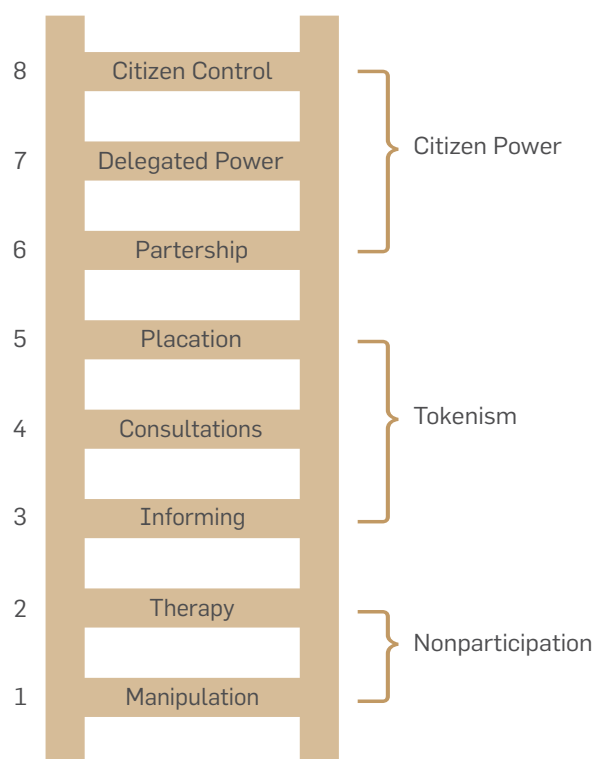 8 Citizen Control
Citizen Power
7 Delegated Power
6 Partership
5 Placation
Tokenism
4 Consultations
3 Informing
2 Therapy
Nonparticipation
1 Manipulation